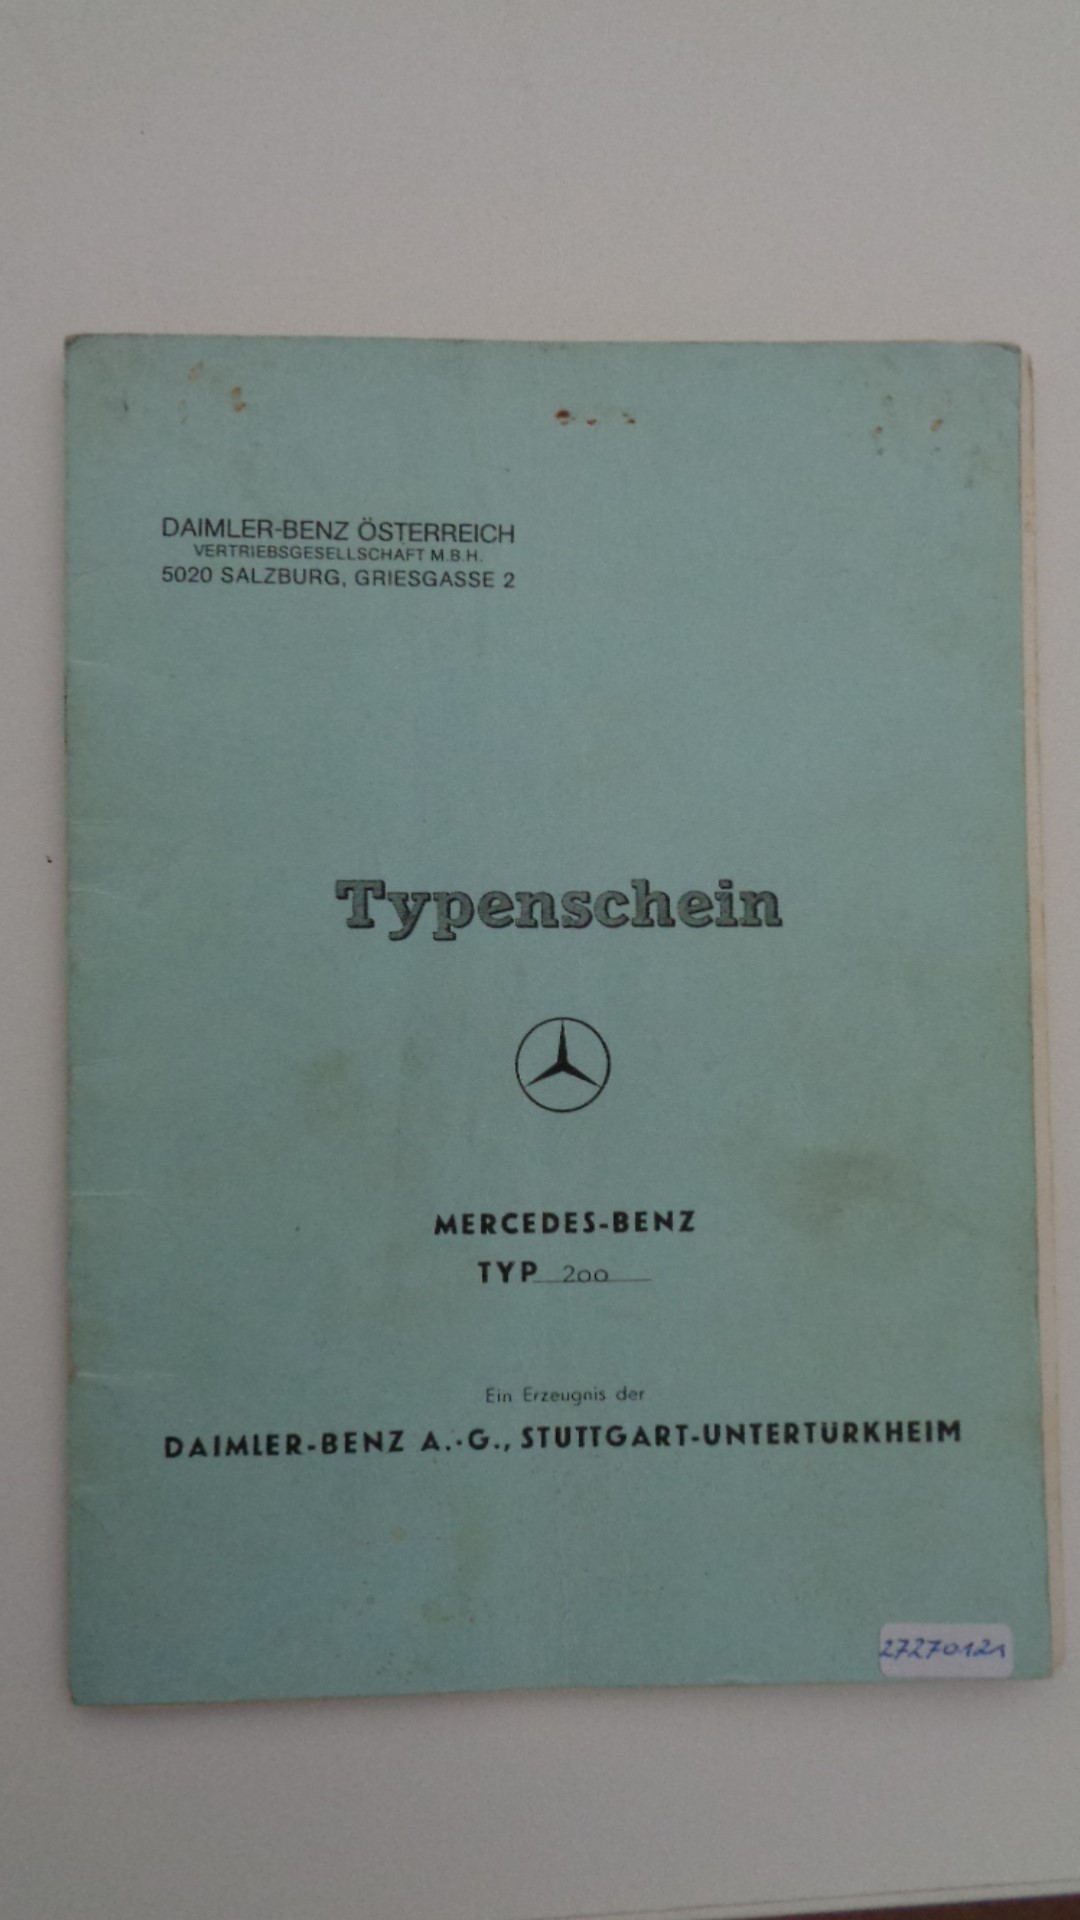 DAIMLER-BENZ ÖSTERREICH
VERTRIEBSGESELLSCHAFT M.B.H.
5020 SALZBURG, GRIESGASSE 2
Typenschein
MERCEDES-BENZ
TYP 200
Ein Erzeugnis der
DAIMLER-BENZ A.-G., STUTTGART-UNTERTÜRKHEIM
27270121